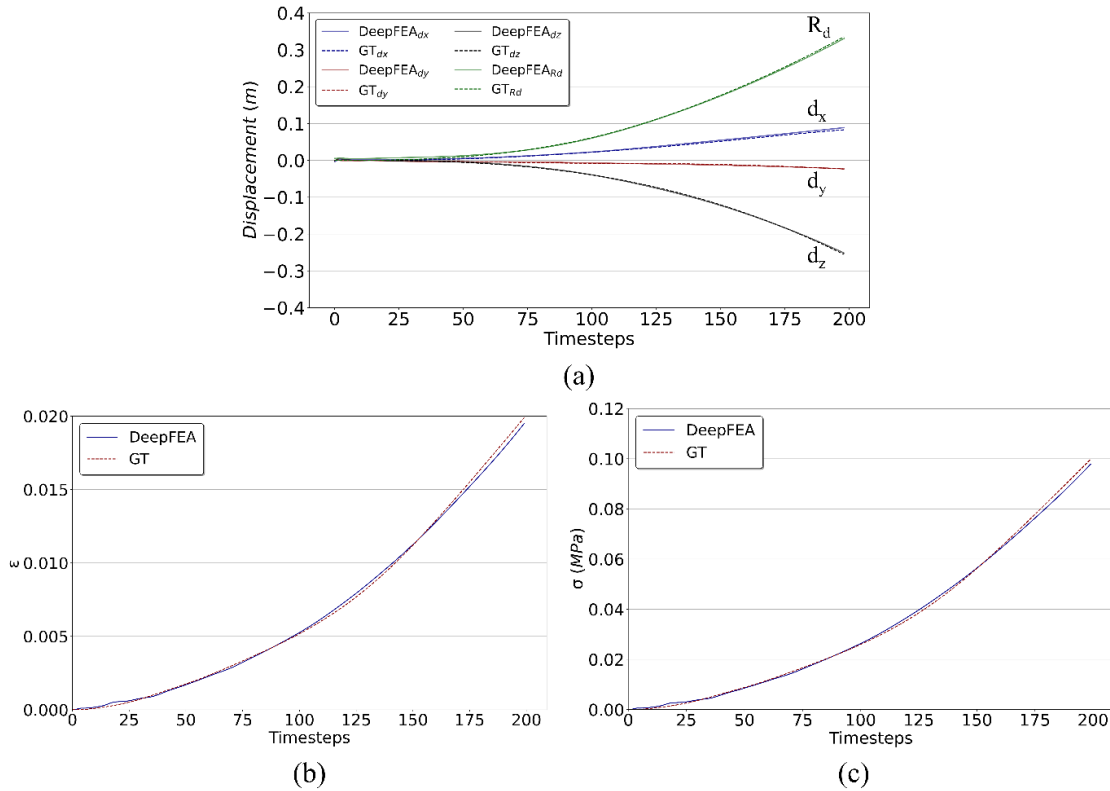 0.4
0.3
0.2
0.1
0.0
−0.1
−0.2
−0.3
−0.4
Displacement (m)
DeepFEAdx
GTdx
DeepFEAdy
GTdy
DeepFEAdz
GTdz
DeepFEARd
GTRd
Rd
dx
dy
dz
0 25 50 75 100 125 150 175 200
Timesteps
(a)
0.020
0.015
0.010
0.005
0.000
ε
DeepFEA
GT
0 25 50 75 100 125 150 175 200
Timesteps
(b)
0.12
0.10
0.08
0.06
0.04
0.02
0.00
σ (MPa)
DeepFEA
GT
0 25 50 75 100 125 150 175 200
Timesteps
(c)